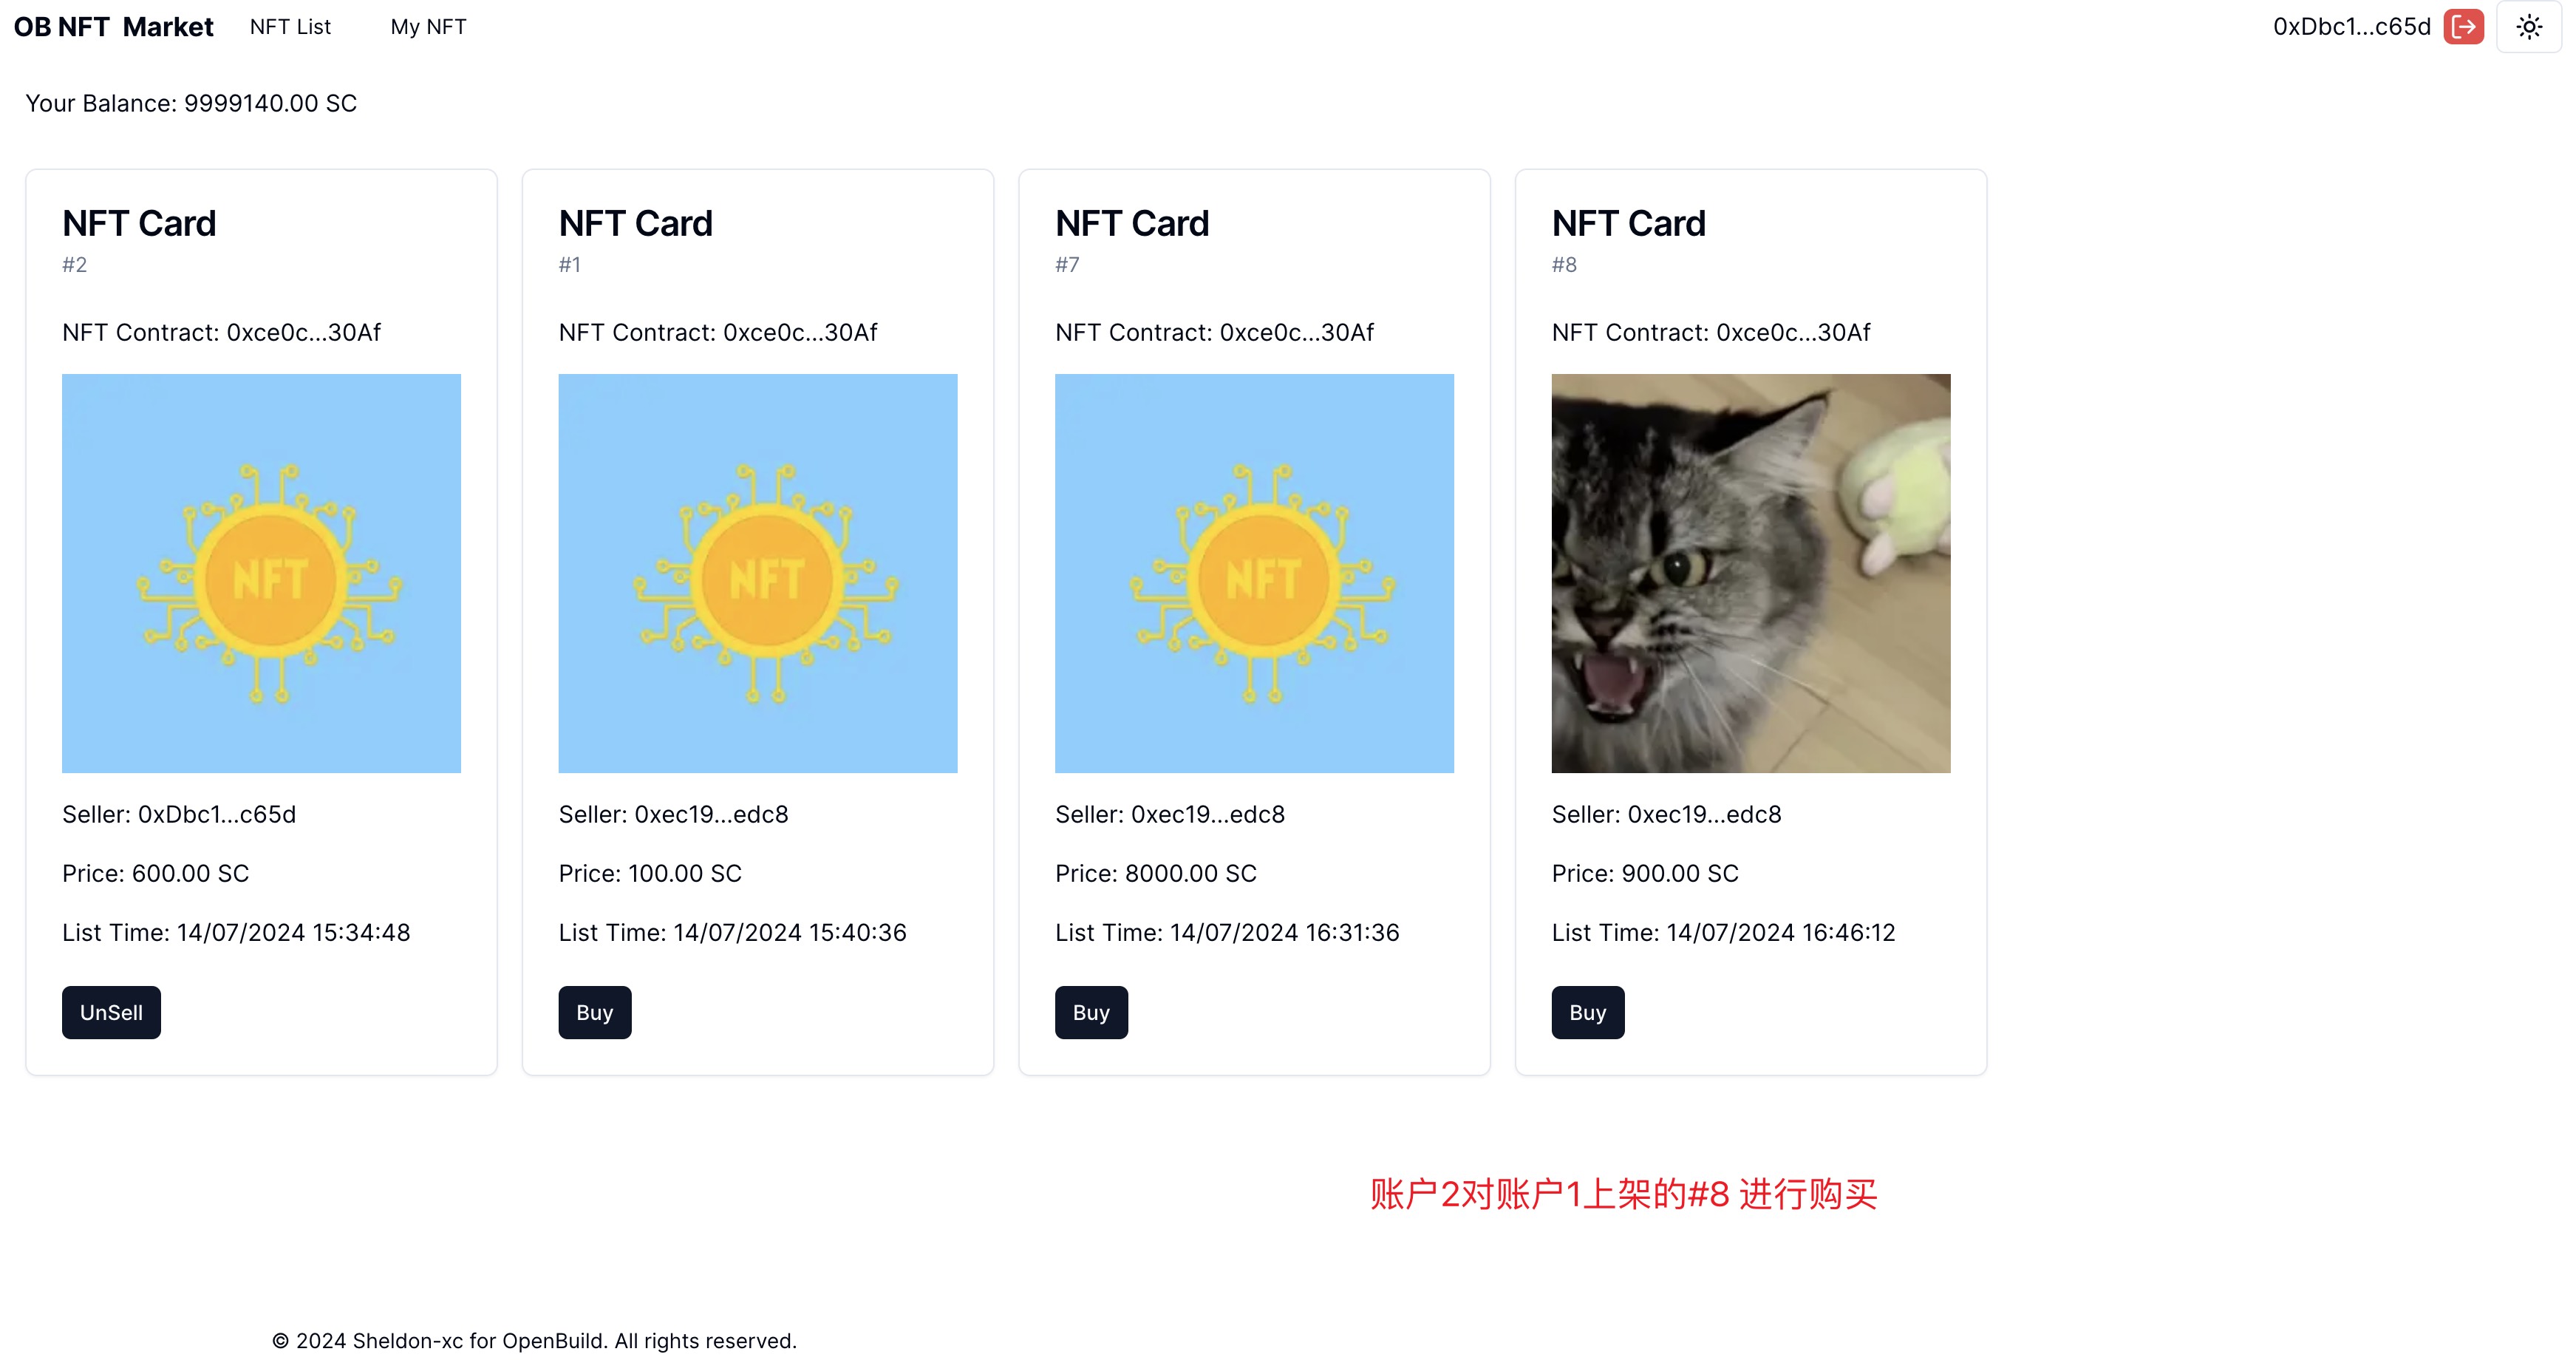 OB NFT Market NFT List My NFT 0xDbc1...c65d
Your Balance: 9999140.00 SC
NFT Card
#2
NFT Contract: 0xce0c...30Af
NFT
Seller: 0xDbc1...c65d
Price: 600.00 SC
List Time: 14/07/2024 15:34:48
UnSell
NFT Card
#1
NFT Contract: 0xce0c...30Af
NFT
Seller: 0xec19...edc8
Price: 100.00 SC
List Time: 14/07/2024 15:40:36
Buy
NFT Card
#7
NFT Contract: 0xce0c...30Af
NFT
Seller: 0xec19...edc8
Price: 8000.00 SC
List Time: 14/07/2024 16:31:36
Buy
NFT Card
#8
NFT Contract: 0xce0c...30Af
Seller: 0xec19...edc8
Price: 900.00 SC
List Time: 14/07/2024 16:46:12
Buy
账户2对账户1上架的#8 进行购买
© 2024 Sheldon-xc for OpenBuild. All rights reserved.